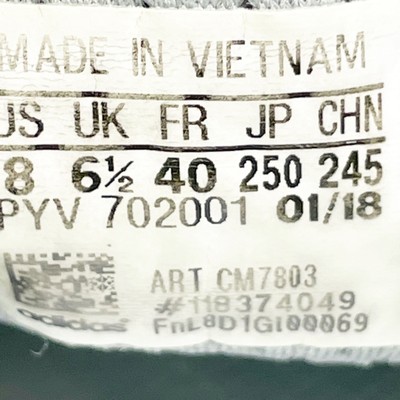 MADE IN VIETNAM
US UK FR JP CHN
8 6½ 40 250 245
PYV 702001 01/18
ART CM7803
#118374049
adidas FnL8D1Gl00069